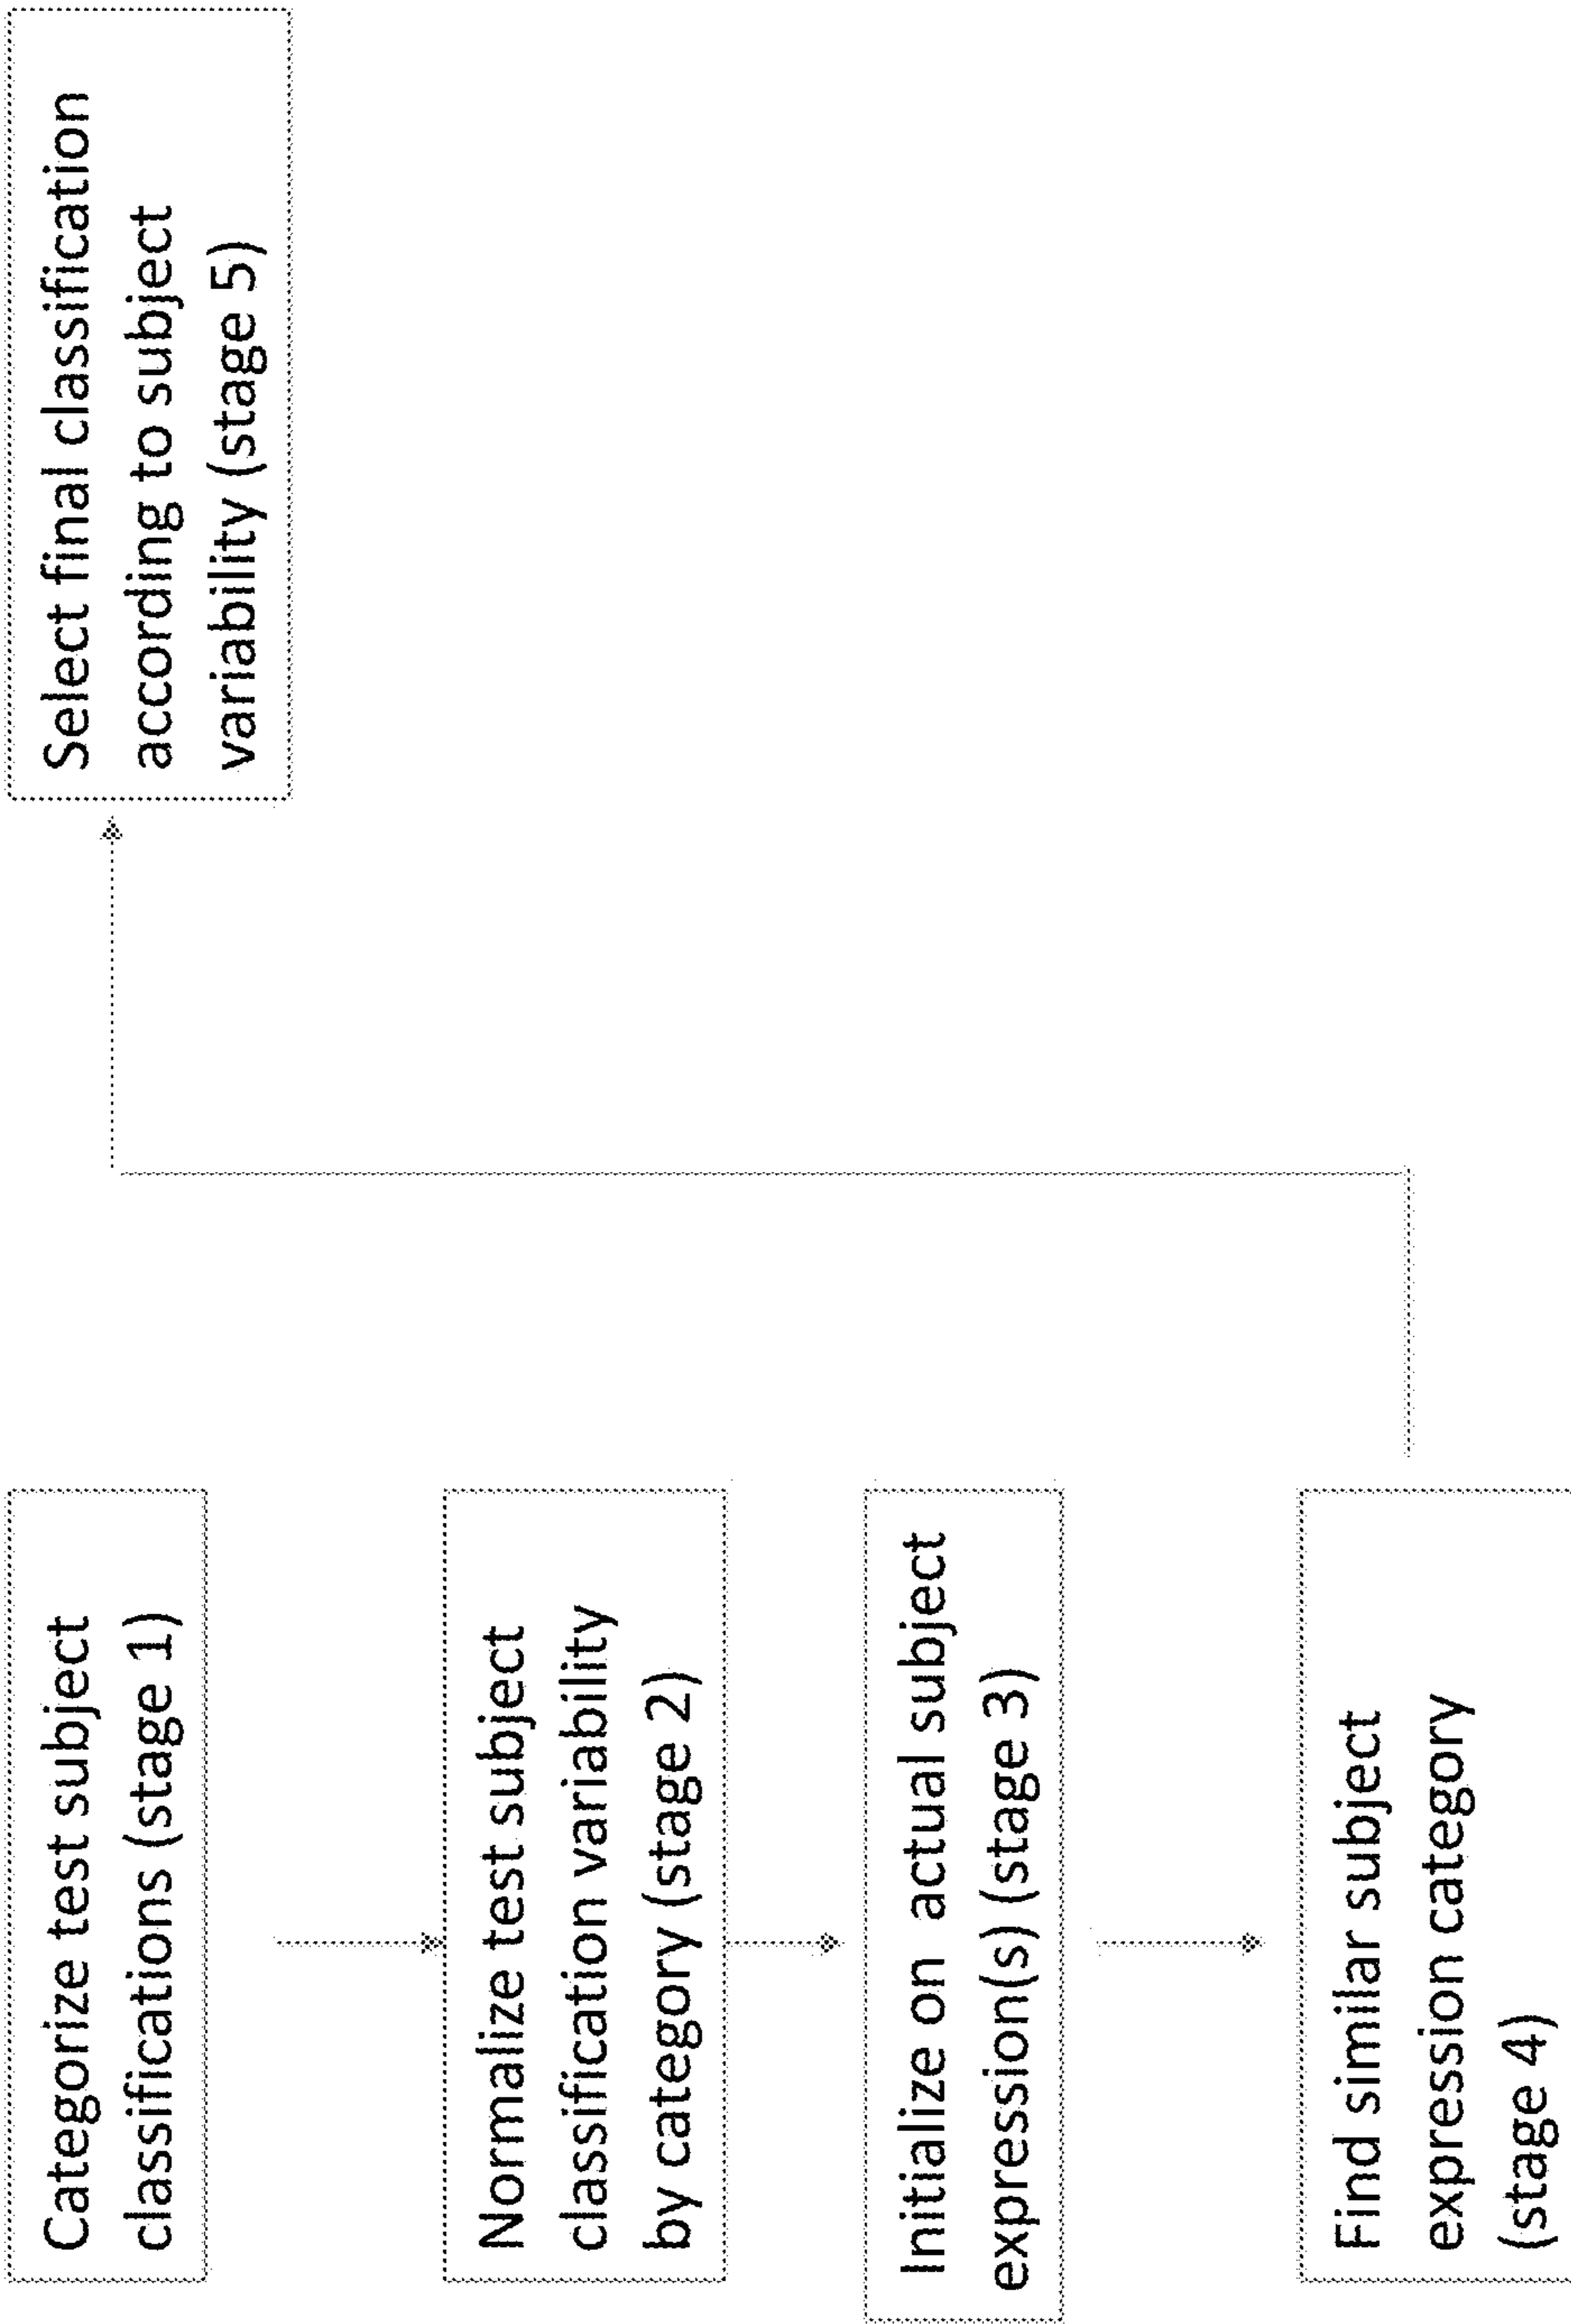 Categorize test subject
classifications (stage 1)
Normalize test subject
classification variability
by category (stage 2)
Initialize on actual subject
expression(s) (stage 3)
Find similar subject
expression category
(stage 4)
Select final classification
according to subject
variability (stage 5)